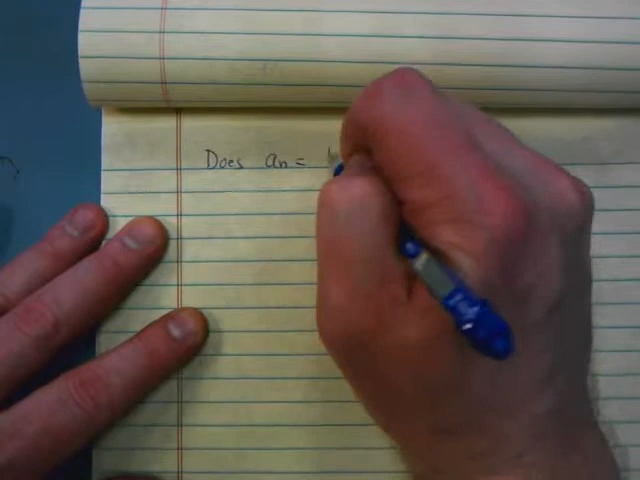 Does an =